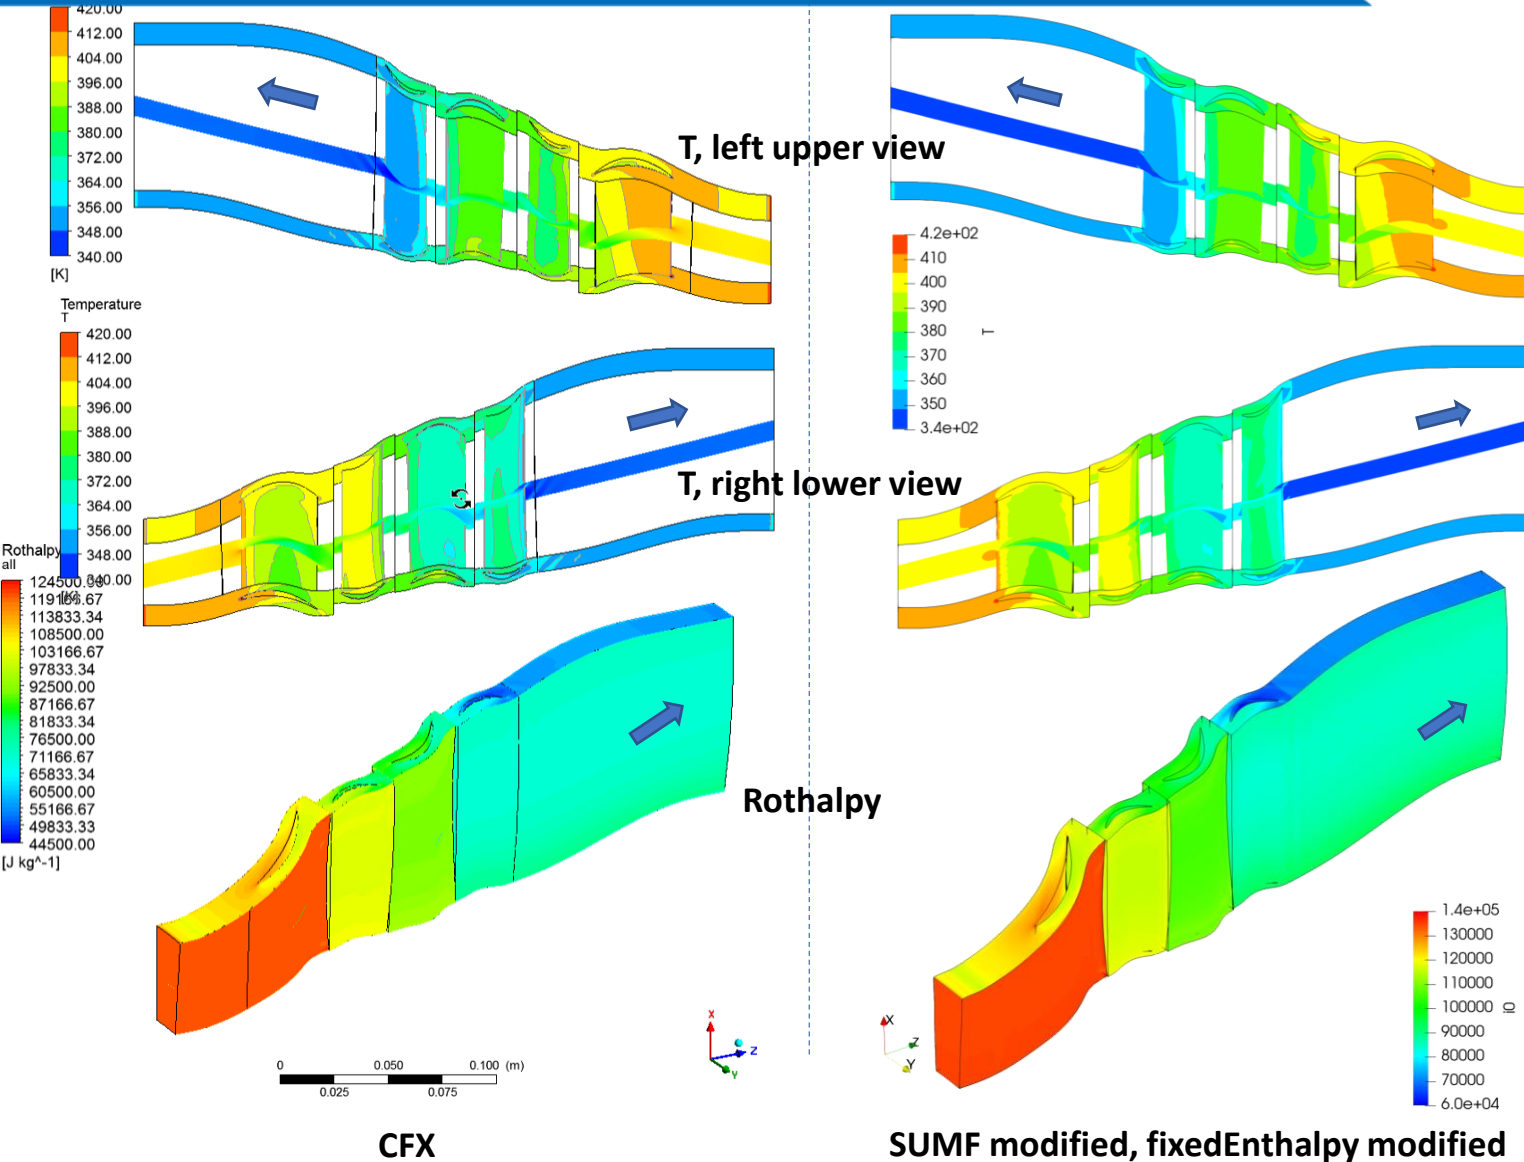 420.00
412.00
404.00
396.00
388.00
380.00
372.00
364.00
356.00
348.00
340.00
[K]
T, left upper view
4.2e+02
410
400
390
380
370
360
350
3.4e+02
T
Temperature
T
420.00
412.00
404.00
396.00
388.00
380.00
372.00
364.00
356.00
348.00
340.00
[K]
T, right lower view
Rothalpy
all
124500.00
119166.67
113833.34
108500.00
103166.67
97833.34
92500.00
87166.67
81833.34
76500.00
71166.67
65833.34
60500.00
55166.67
49833.33
44500.00
[J kg^-1]
Rothalpy
1.4e+05
130000
120000
110000
100000
90000
80000
70000
6.0e+04
X
Z
Y
X
Z
Y
0 0.050 0.100 (m)
0.025 0.075
CFX
SUMF modified, fixedEnthalpy modified